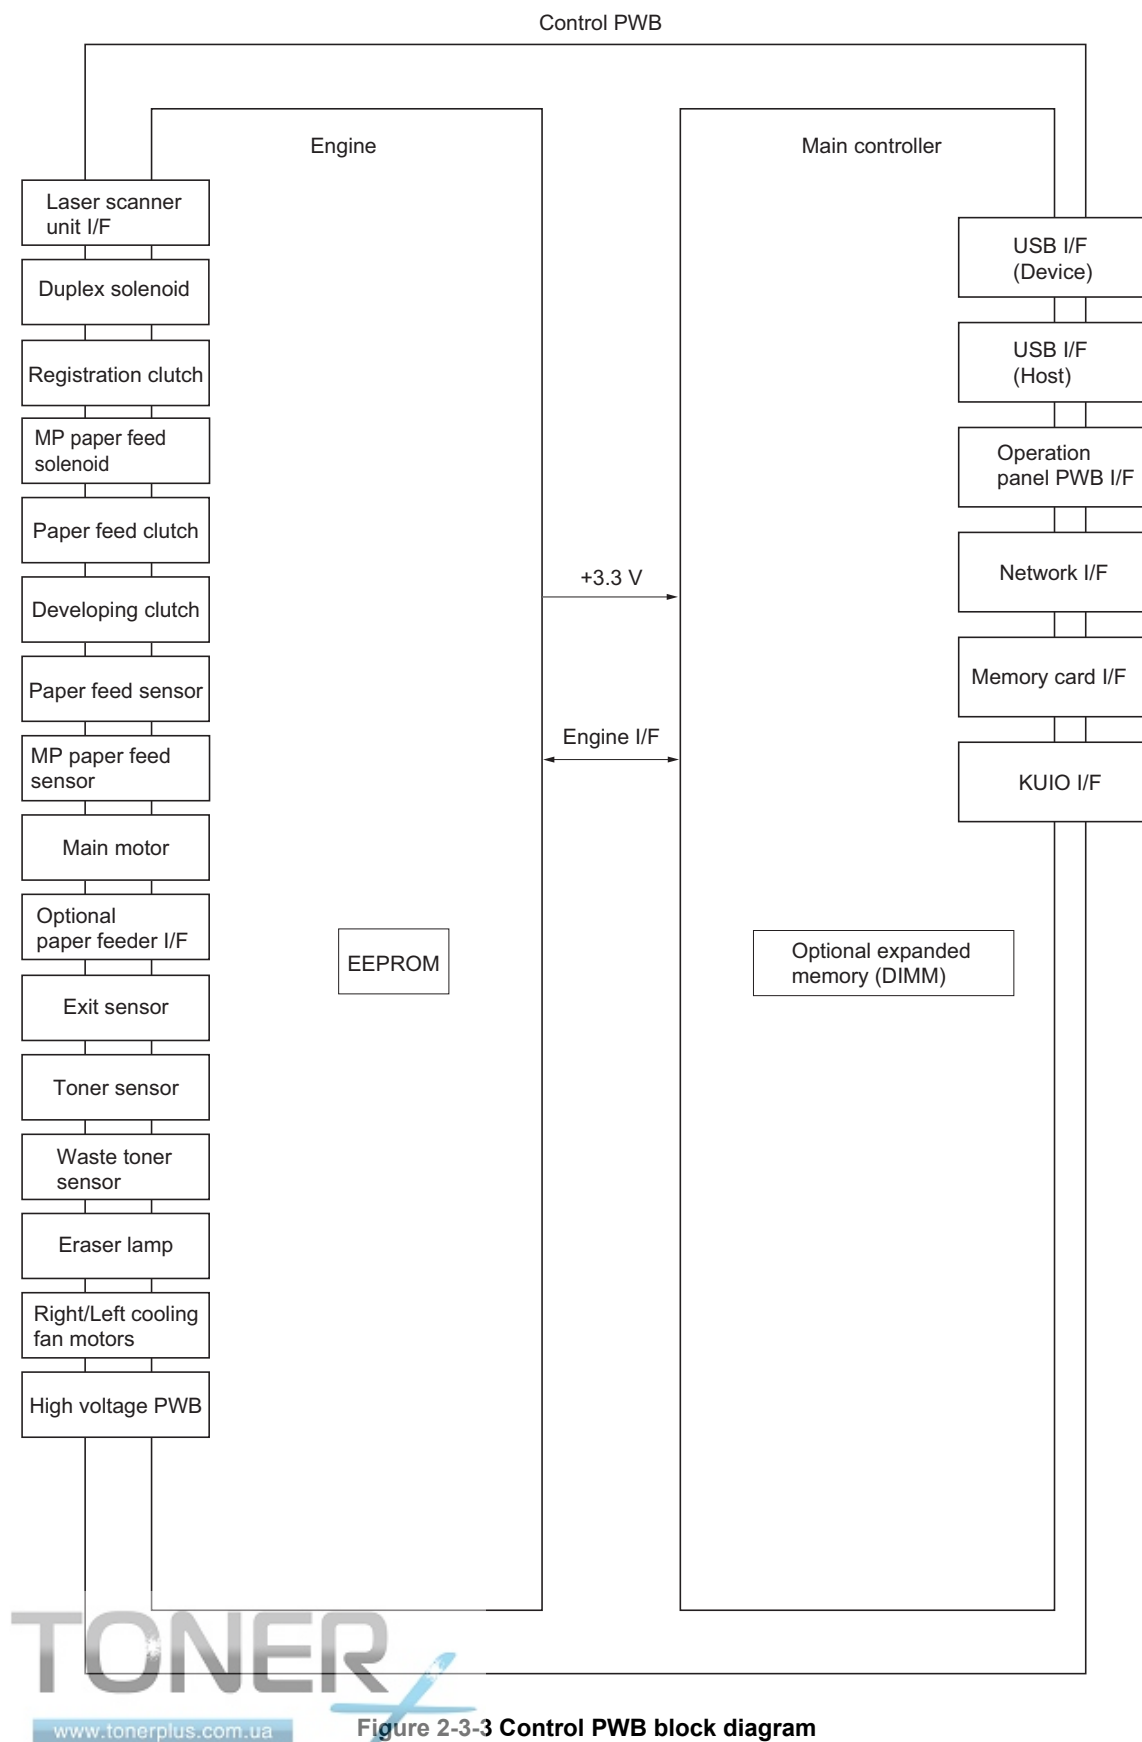 Control PWB
Engine
Main controller
Laser scanner
unit I/F
Duplex solenoid
Registration clutch
MP paper feed
solenoid
Paper feed clutch
Developing clutch
Paper feed sensor
MP paper feed
sensor
Main motor
Optional
paper feeder I/F
Exit sensor
Toner sensor
Waste toner
sensor
Eraser lamp
Right/Left cooling
fan motors
High voltage PWB
+3.3 V
Engine I/F
EEPROM
Optional expanded
memory (DIMM)
USB I/F
(Device)
USB I/F
(Host)
Operation
panel PWB I/F
Network I/F
Memory card I/F
KUIO I/F
TONER
www.tonerplus.com.ua
Figure 2-3-3 Control PWB block diagram